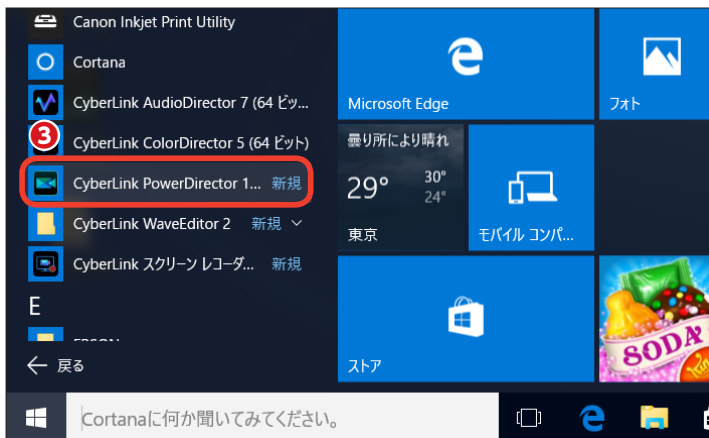 Canon Inkjet Print Utility
Cortana
CyberLink AudioDirector 7 (64 ビッ...
3
CyberLink ColorDirector 5 (64 ビット)
CyberLink PowerDirector 1... 新規
CyberLink WaveEditor 2 新規
CyberLink スクリーン レコーダ... 新規
E
戻る
Microsoft Edge
フォト
曇り所により晴れ
29° 30°
24°
東京
モバイル コンパ...
ストア
SODA
Cortanaに何か聞いてみてください。